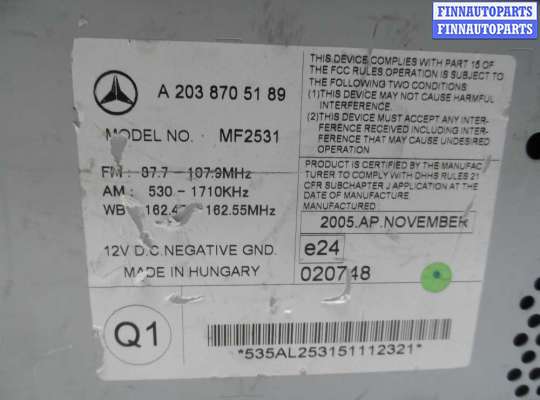 FINNAUTOPARTS
FINNAUTOPARTS
A 203 870 51 89
MODEL NO. MF2531
FM : 87.7 - 107.9MHz
AM : 530.- 1710KHz
WB 162.4 162.55MHz
12V D.C.NEGATIVE GND.
MADE IN HUNGARY
Q1
THIS DEVICE COMPLIES WITH PART 15 OF
THE FCC RULES.OPERATION IS SUBJECT TO
THE FOLLOWING TWO CONDITIONS
(1)THIS DEVICE MAY NOT CAUSE HARMFUL
INTERFERENCE.
(2)THIS DEVICE MUST ACCEPT ANY INTER-
FERENCE RECEIVED INCLUDING INTER-
FERENCE THAT MAY CAUSE UNDESIRED
OPERATION
PRODUCT IS CERTIFIED BY THE MANUFAC
TURER TO COMPLY WITH DHHS RULES 21
CFR SUBCHAPTER J APPLICATION AT THE
DATE OF MANUFACTURE.
MANUFACTURED
2005.AP.NOVEMBER
e24
020748
*535AL253151112321*